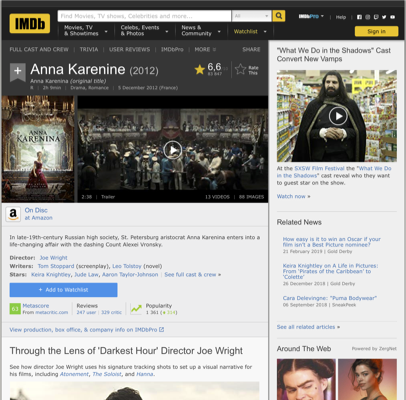 IMDb
Find Movies, TV shows, Celebrities and more...
All
IMDbPro
Help
Movies, TV & Showtimes
Celebs, Events & Photos
News & Community
Watchlist
Sign in
FULL CAST AND CREW | TRIVIA | USER REVIEWS | IMDbPro | MORE
SHARE
Anna Karenine (2012)
Anna Karenina (original title)
2h 9min | Drama, Romance | 5 December 2012 (France)
6,6
Rate This
ANNA KARENINA
2:38 | Trailer
13 VIDEOS | 88 IMAGES
On Disc
at Amazon
In late-19th-century Russian high society, St. Petersburg aristocrat Anna Karenina enters into a
life-changing affair with the dashing Count Alexei Vronsky.
Director: Joe Wright
Writers: Tom Stoppard (screenplay), Leo Tolstoy (novel)
Stars: Keira Knightley, Jude Law, Aaron Taylor-Johnson | See full cast & crew »
+ Add to Watchlist
Metascore
From metacritic.com
Reviews
247 user | 329 critic
Popularity
View production, box office, & company info on IMDbPro
Through the Lens of 'Darkest Hour' Director Joe Wright
See how director Joe Wright uses his signature tracking shots to set up a visual narrative for
his films, including Atonement, The Soloist, and Hanna.
"What We Do in the Shadows" Cast
Convert New Vamps
At the SXSW Film Festival the "What We Do
in the Shadows" cast reveal who they want
to guest star on the show.
Watch now »
Related News
How easy is it to win an Oscar if your
film isn't a Best Picture nominee?
21 February 2019 | Gold Derby
Keira Knightley on A Life in Pictures:
From 'Pirates of the Caribbean' to
'Colette'
26 December 2018 | Gold Derby
Cara Delevingne: "Puma Bodywear"
| SneakPeek
See all related articles »
Around The Web
Powered by ZergNet